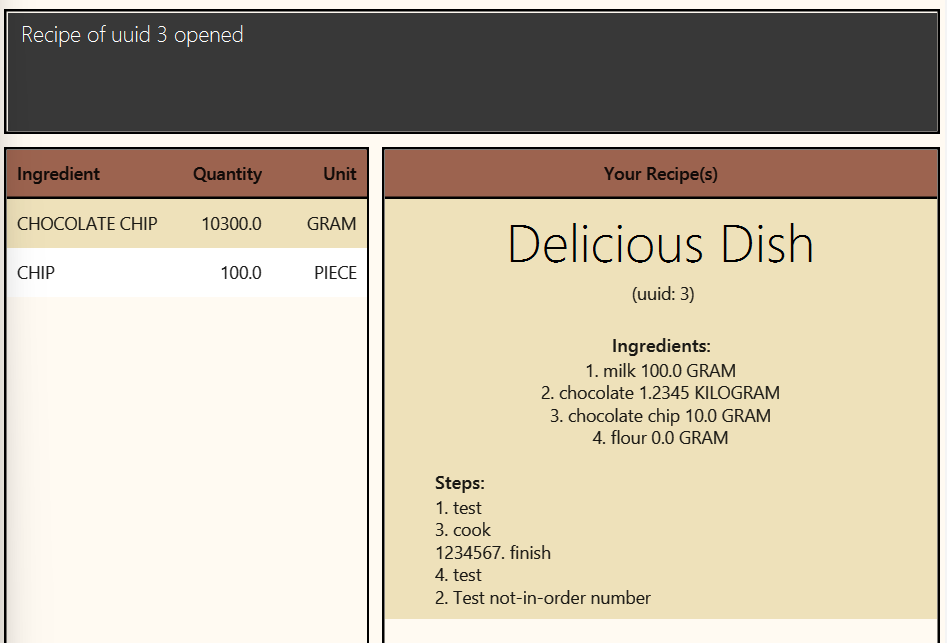 Recipe of uuid 3 opened
Ingredient Quantity Unit
CHOCOLATE CHIP 10300.0 GRAM
CHIP 100.0 PIECE
Your Recipe(s)
Delicious Dish
(uuid: 3)
Ingredients:
1. milk 100.0 GRAM
2. chocolate 1.2345 KILOGRAM
3. chocolate chip 10.0 GRAM
4. flour 0.0 GRAM
Steps:
1. test
3. cook
1234567. finish
4. test
2. Test not-in-order number